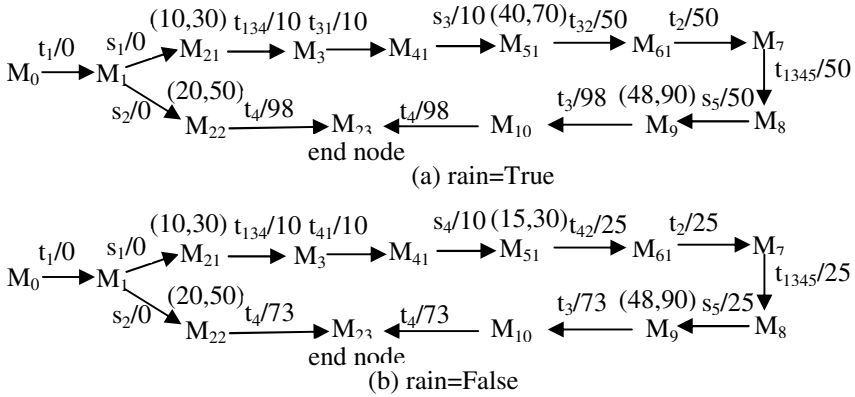 (10,30) t₁₃₄/10 t₃₁/10 s₃/10 (40,70) t₃₂/50 t₂/50
t₁/0 s₁/0 M₂₁ M₃ M₄₁ M₅₁ M₆₁ M₇
M₀ M₁ t₁₃₄₅/50
s₂/0 (20,50) t₄/98 t₄/98 t₃/98 (48,90) s₅/50
M₂₂ M₂₃ M₁₀ M₉ M₈
end node
(a) rain=True
(10,30) t₁₃₄/10 t₄₁/10 s₄/10 (15,30) t₄₂/25 t₂/25
t₁/0 s₁/0 M₂₁ M₃ M₄₁ M₅₁ M₆₁ M₇
M₀ M₁ t₁₃₄₅/25
s₂/0 (20,50) t₄/73 t₄/73 t₃/73 (48,90) s₅/25
M₂₂ M₂₃ M₁₀ M₉ M₈
end node
(b) rain=False